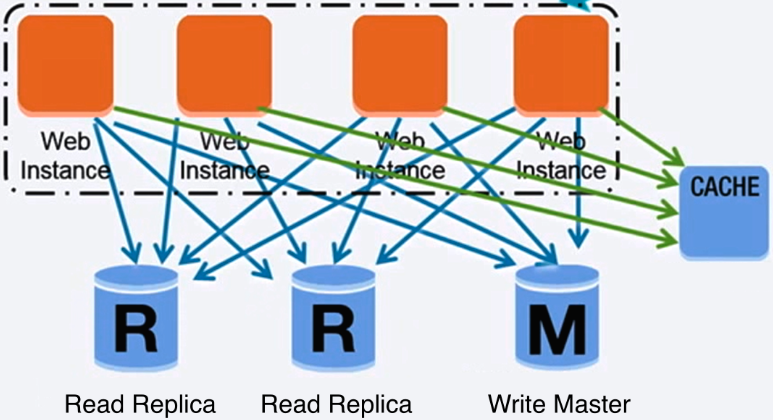 Web
Instance
Web
Instance
Web
Instance
Web
Instance
CACHE
R
R
M
Read Replica
Read Replica
Write Master